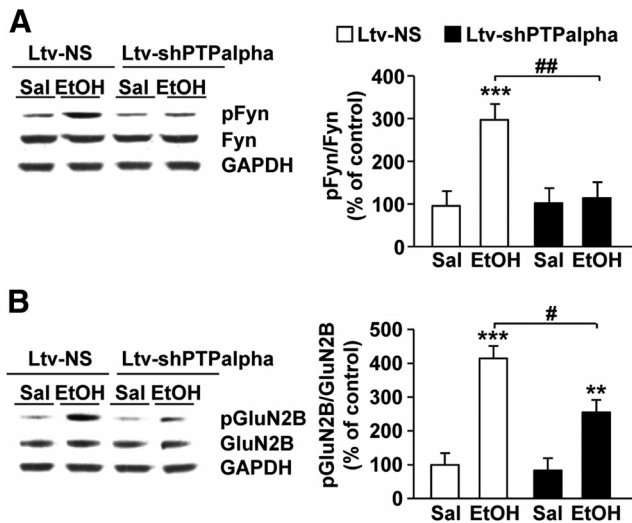 A
Ltv-NS Ltv-shPTPalpha
Sal EtOH Sal EtOH
pFyn
Fyn
GAPDH
Ltv-NS Ltv-shPTPalpha
pFyn/Fyn
(% of control)
400
300
200
100
0
***
##
Sal EtOH Sal EtOH
B
Ltv-NS Ltv-shPTPalpha
Sal EtOH Sal EtOH
pGluN2B
GluN2B
GAPDH
pGluN2B/GluN2B
(% of control)
500
400
300
200
100
0
***
#
**
Sal EtOH Sal EtOH